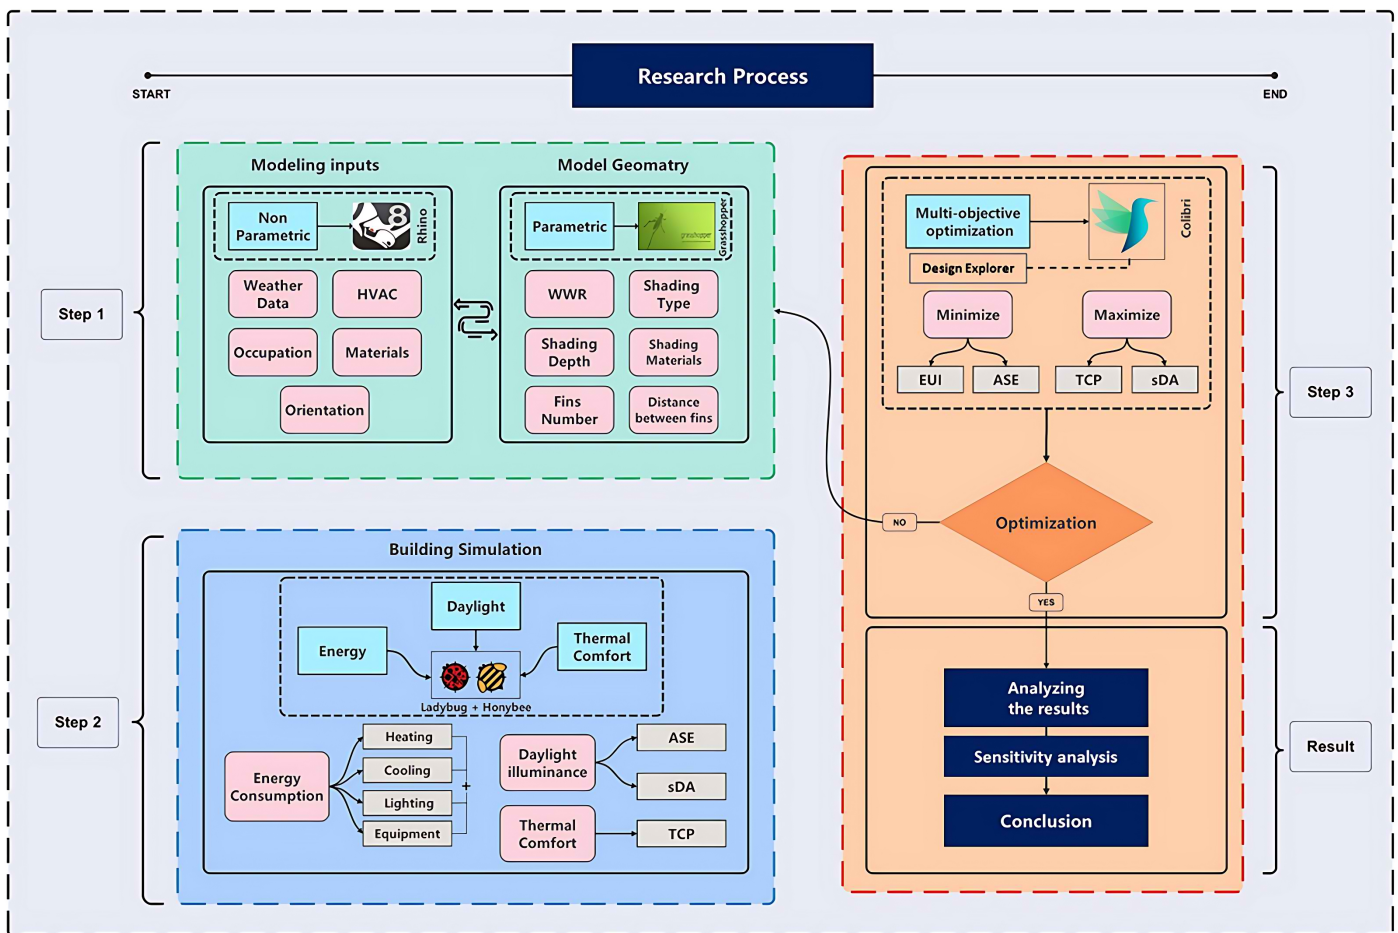 Research Process
START
END
Step 1
Modeling inputs
Non
Parametric
8
Rhino
Weather
Data
HVAC
Occupation
Materials
Orientation
Model Geomatry
Parametric
grasshopper
Grasshopper
WWR
Shading
Type
Shading
Depth
Shading
Materials
Fins
Number
Distance
between fins
Step 2
Building Simulation
Daylight
Energy
Thermal
Comfort
Ladybug + Honybee
Energy
Consumption
Heating
Cooling
Lighting
Equipment
+
Daylight
illuminance
ASE
sDA
Thermal
Comfort
TCP
Step 3
Multi-objective
optimization
Colibri
Design Explorer
Minimize
Maximize
EUI
ASE
TCP
sDA
Optimization
NO
YES
Result
Analyzing
the results
Sensitivity analysis
Conclusion